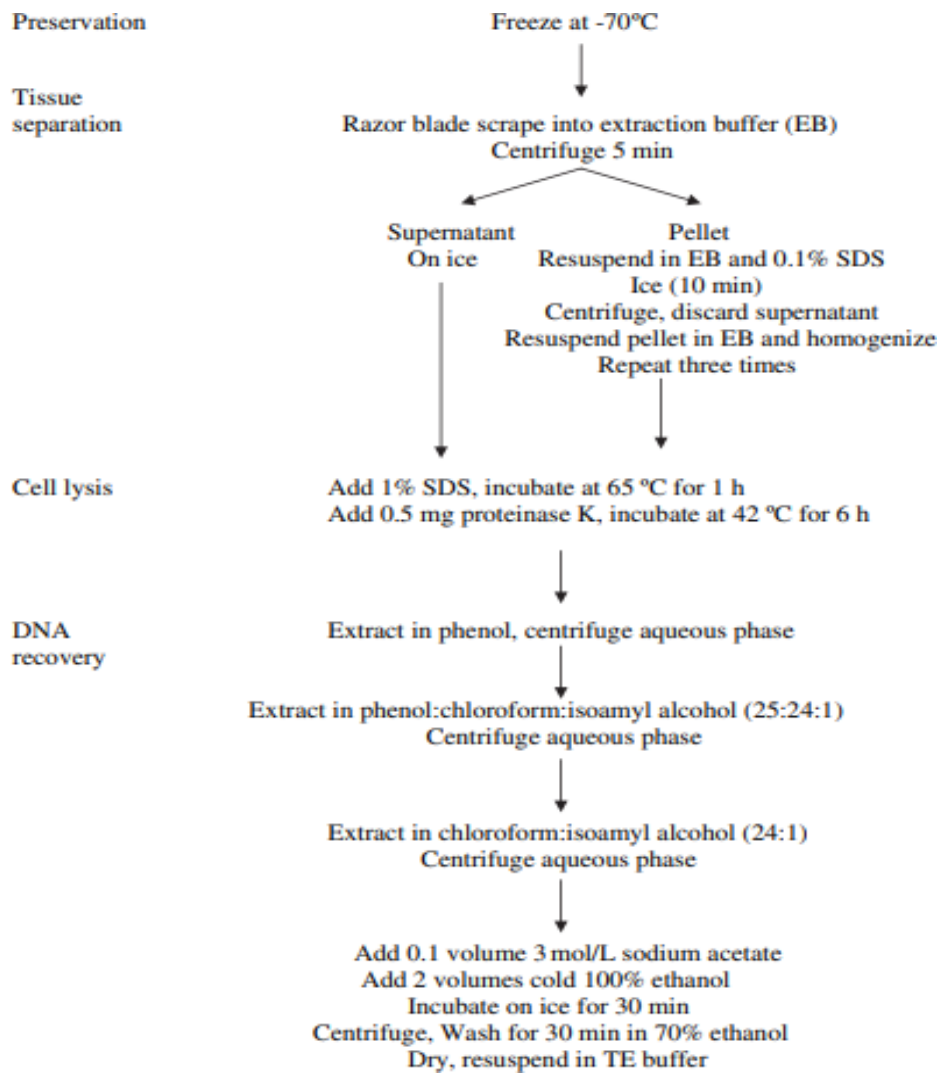 Preservation
Freeze at -70ºC
Tissue
separation
Razor blade scrape into extraction buffer (EB)
Centrifuge 5 min
Supernatant
On ice
Pellet
Resuspend in EB and 0.1% SDS
Ice (10 min)
Centrifuge, discard supernatant
Resuspend pellet in EB and homogenize
Repeat three times
Cell lysis
Add 1% SDS, incubate at 65 ºC for 1 h
Add 0.5 mg proteinase K, incubate at 42 ºC for 6 h
DNA
recovery
Extract in phenol, centrifuge aqueous phase
Extract in phenol:chloroform:isoamyl alcohol (25:24:1)
Centrifuge aqueous phase
Extract in chloroform:isoamyl alcohol (24:1)
Centrifuge aqueous phase
Add 0.1 volume 3 mol/L sodium acetate
Add 2 volumes cold 100% ethanol
Incubate on ice for 30 min
Centrifuge, Wash for 30 min in 70% ethanol
Dry, resuspend in TE buffer